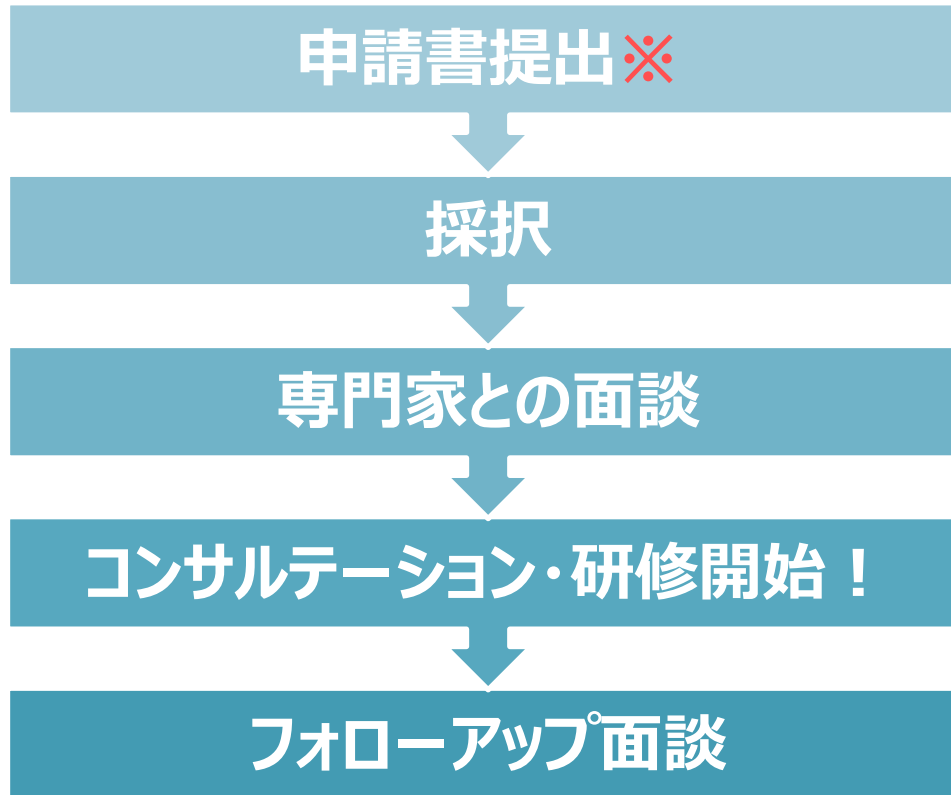 申請書提出※
採択
専門家との面談
コンサルテーション・研修開始！
フォローアップ面談